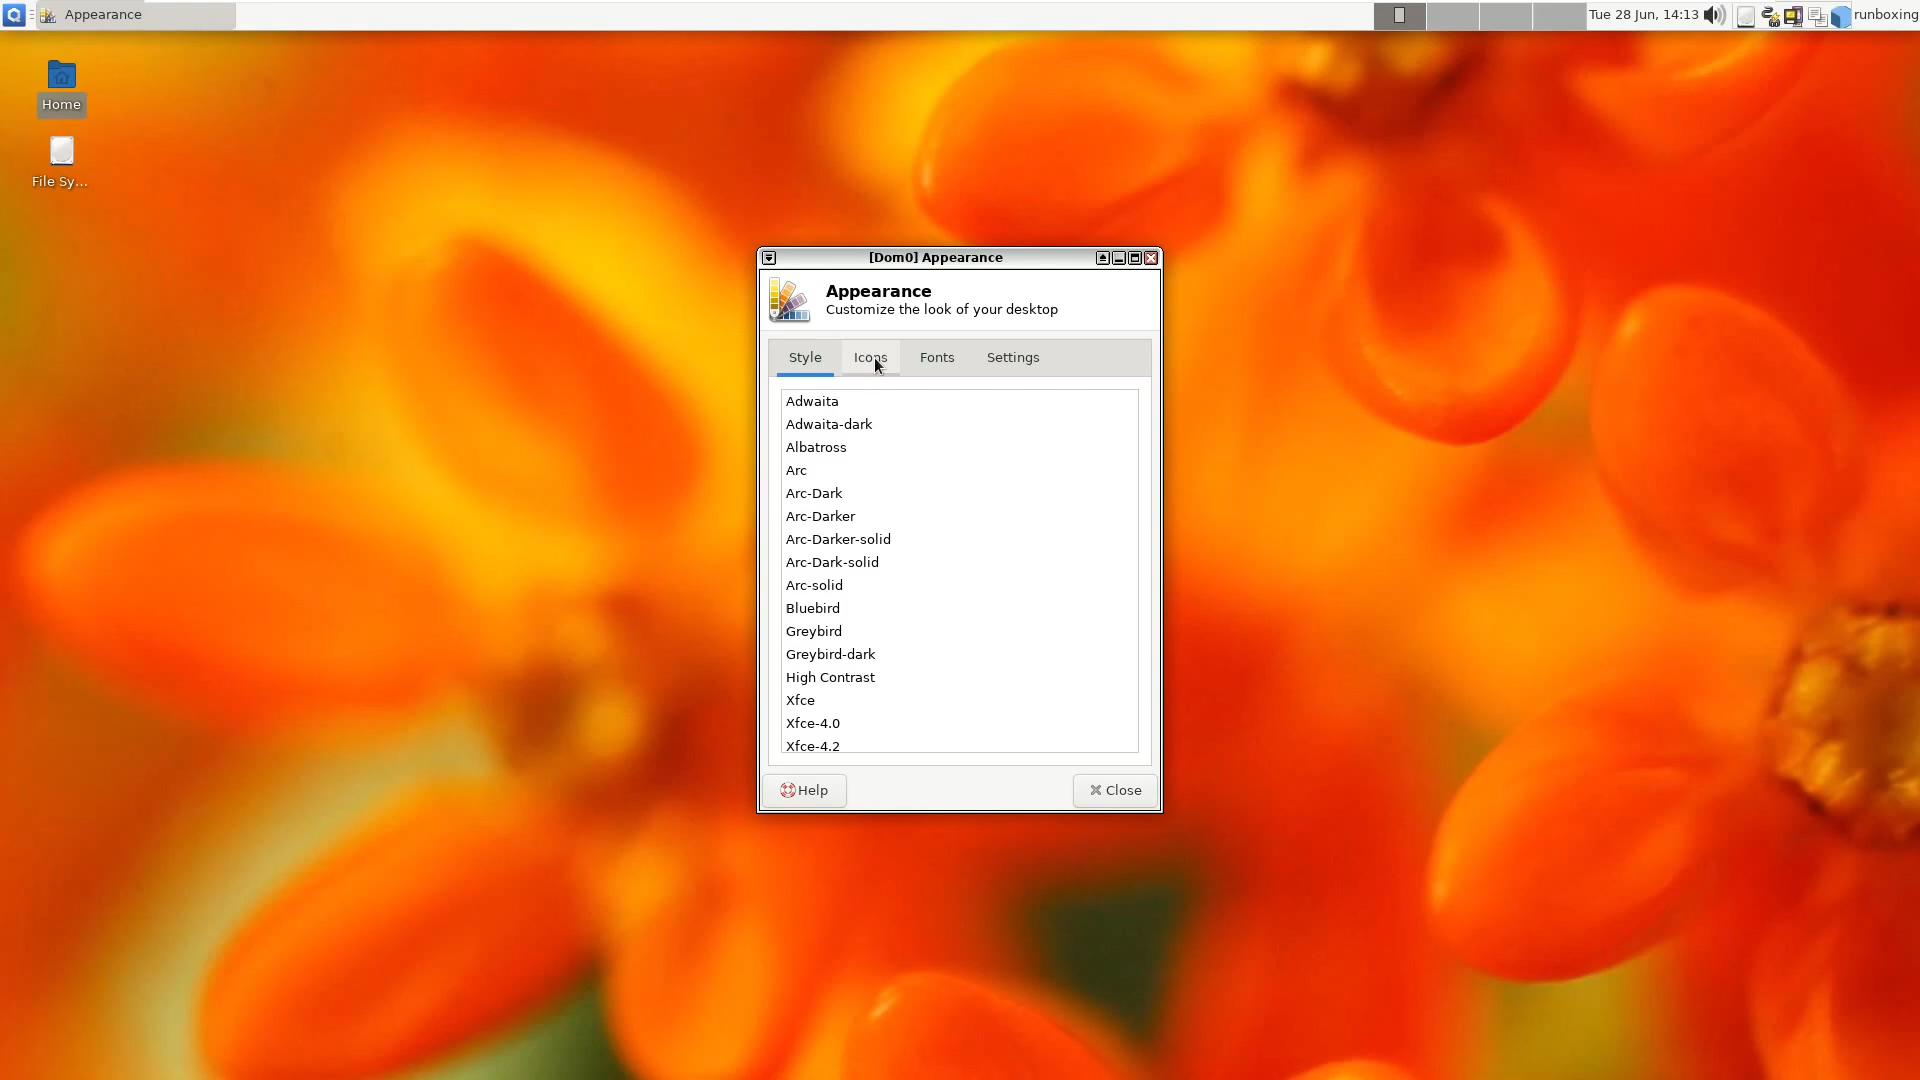 Appearance
Tue 28 Jun, 14:13
runboxing
Home
File Sy...
[Dom0] Appearance
Appearance
Customize the look of your desktop
Style Icons Fonts Settings
Adwaita
Adwaita-dark
Albatross
Arc
Arc-Dark
Arc-Darker
Arc-Darker-solid
Arc-Dark-solid
Arc-solid
Bluebird
Greybird
Greybird-dark
High Contrast
Xfce
Xfce-4.0
Xfce-4.2
Help Close